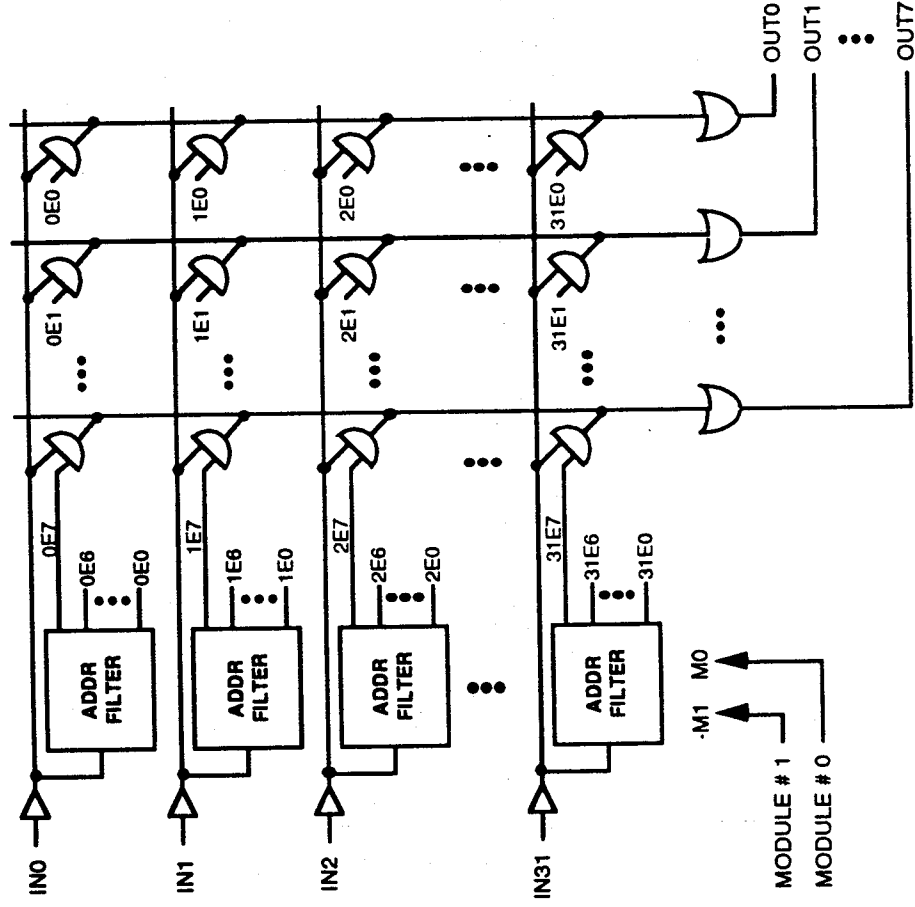 IN0
ADDR
FILTER
0E7
0E6
0E0
0E1
0E0
IN1
ADDR
FILTER
1E7
1E6
1E0
1E1
1E0
IN2
ADDR
FILTER
2E7
2E6
2E0
2E1
2E0
IN31
ADDR
FILTER
31E7
31E6
31E0
31E1
31E0
-M1
M0
MODULE # 1
MODULE # 0
OUT0
OUT1
OUT7